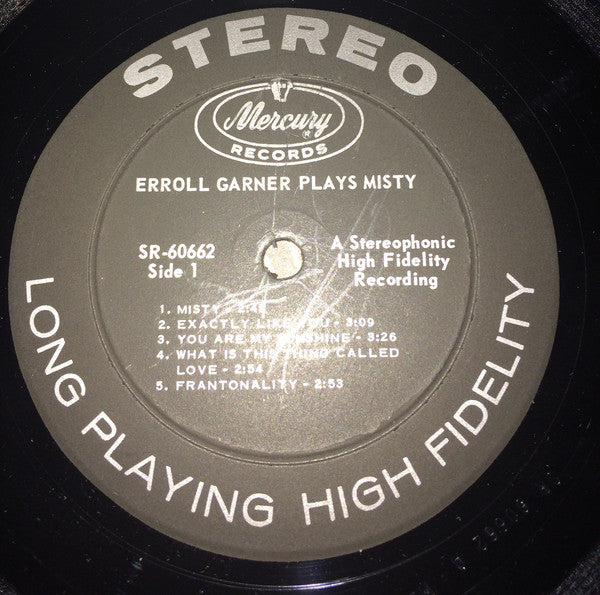 STEREO
Mercury
®
RECORDS
ERROLL GARNER PLAYS MISTY
SR-60662
Side 1
A Stereophonic
High Fidelity
Recording
1. MISTY - 2:
2. EXACTLY LIKE YOU - 3:09
3. YOU ARE MY SUNSHINE - 3:26
4. WHAT IS THIS THING CALLED
LOVE - 2:54
5. FRANTONALITY - 2:53
LONG PLAYING HIGH FIDELITY